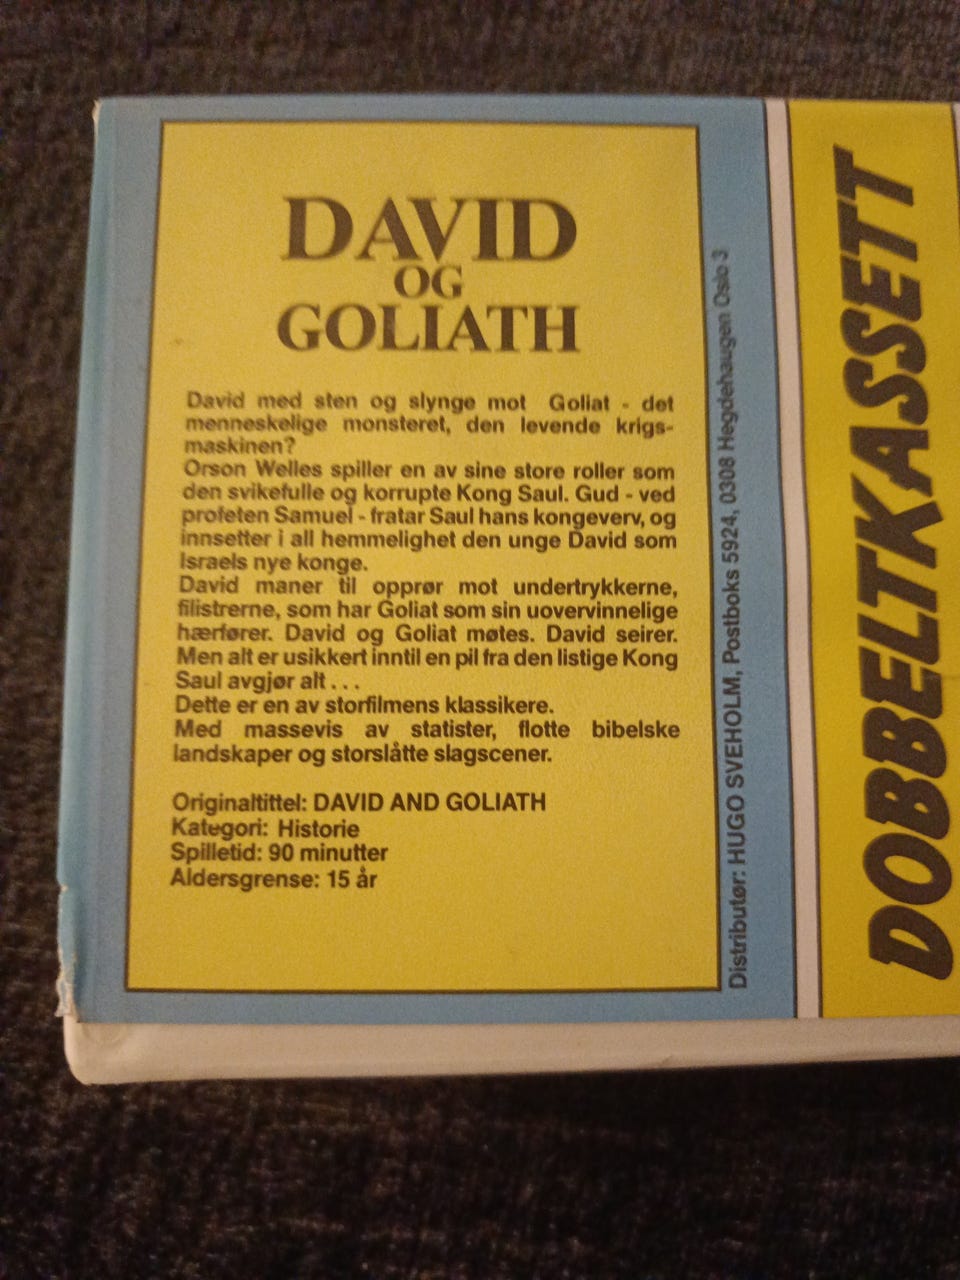 DAVID
OG
GOLIATH
David med sten og slynge mot Goliat - det
menneskelige monsteret, den levende krigs-
maskinen?
Orson Welles spiller en av sine store roller som
den svikefulle og korrupte Kong Saul. Gud - ved
profeten Samuel - fratar Saul hans kongeverv, og
innsetter i all hemmelighet den unge David som
Israels nye konge.
David maner til opprør mot undertrykkerne,
filistrerne, som har Goliat som sin uovervinnelige
hærfører. David og Goliat møtes. David seirer.
Men alt er usikkert inntil en pil fra den listige Kong
Saul avgjør alt ...
Dette er en av storfilmens klassikere.
Med massevis av statister, flotte bibelske
landskaper og storslåtte slagscener.
Originaltittel: DAVID AND GOLIATH
Kategori: Historie
Spilletid: 90 minutter
Aldersgrense: 15 år
Distributør: HUGO SVEHOLM, Postboks 5924, 0308 Hegdehaugen Oslo 3
DOBBELTKASSETT